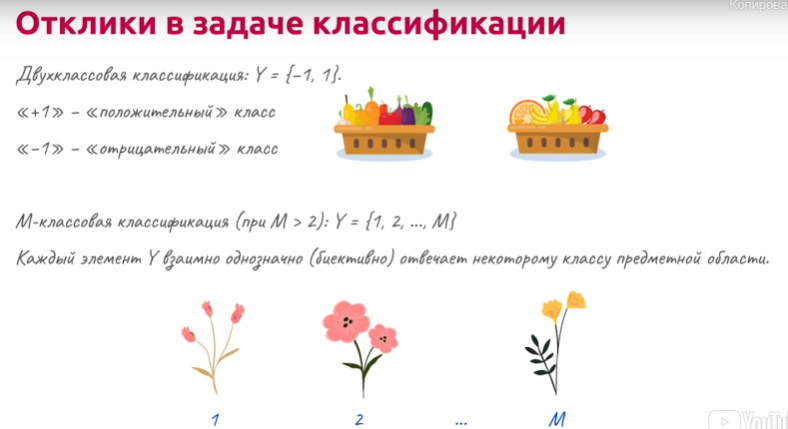 Копирова
Отклики в задаче классификации
Двухклассовая классификация: Y = {−1, 1}.
«+1» – «положительный» класс
«−1» – «отрицательный» класс
М-классовая классификация (при М > 2): Y = {1, 2, ..., М}
Каждый элемент Y взаимно однозначно (биективно) отвечает некоторому классу предметной области.
1 2 ... М
YouTu